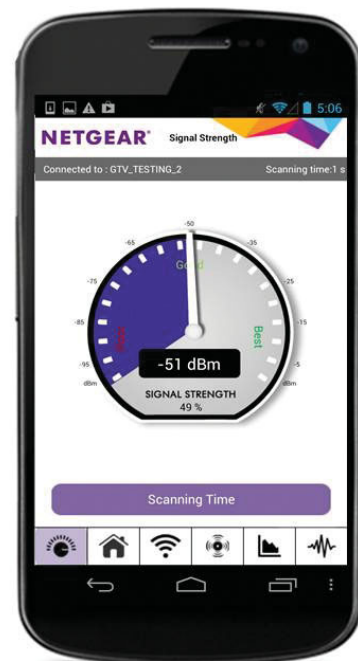 5:06
NETGEAR® Signal Strength
Connected to : GTV_TESTING_2 Scanning time:1 s
-50
-65 -35
Good
-75 -25
-85 -15
Best
-95 -5
dBm dBm
-51 dBm
SIGNAL STRENGTH
49 %
Scanning Time